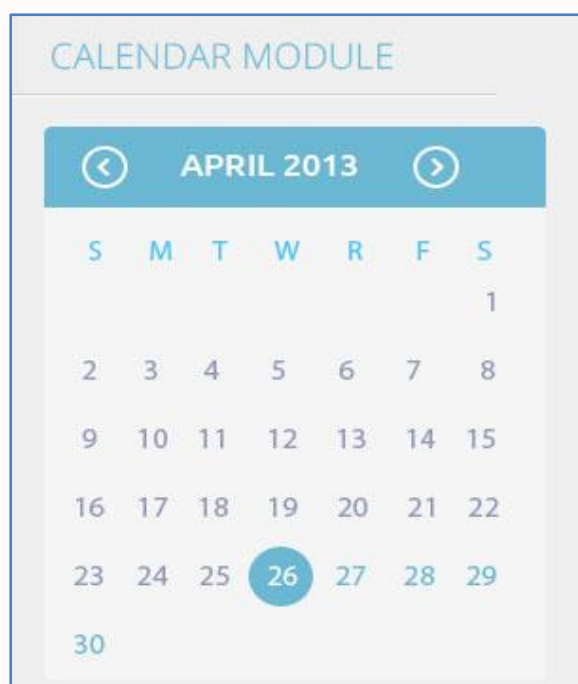 CALENDAR MODULE
APRIL 2013
S M T W R F S
1
2 3 4 5 6 7 8
9 10 11 12 13 14 15
16 17 18 19 20 21 22
23 24 25 26 27 28 29
30